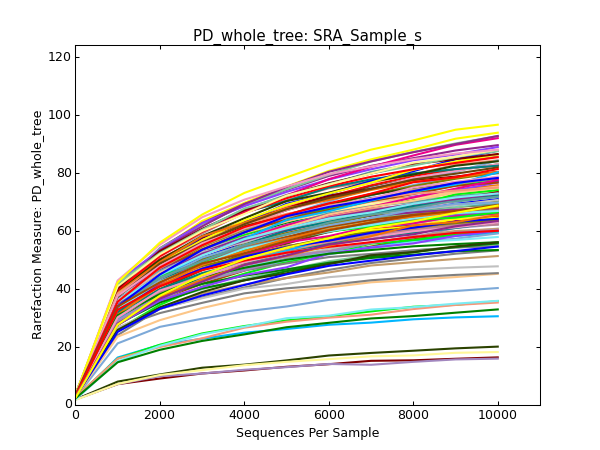 PD_whole_tree: SRA_Sample_s
120
100
80
60
40
20
0
Rarefaction Measure: PD_whole_tree
0 2000 4000 6000 8000 10000
Sequences Per Sample